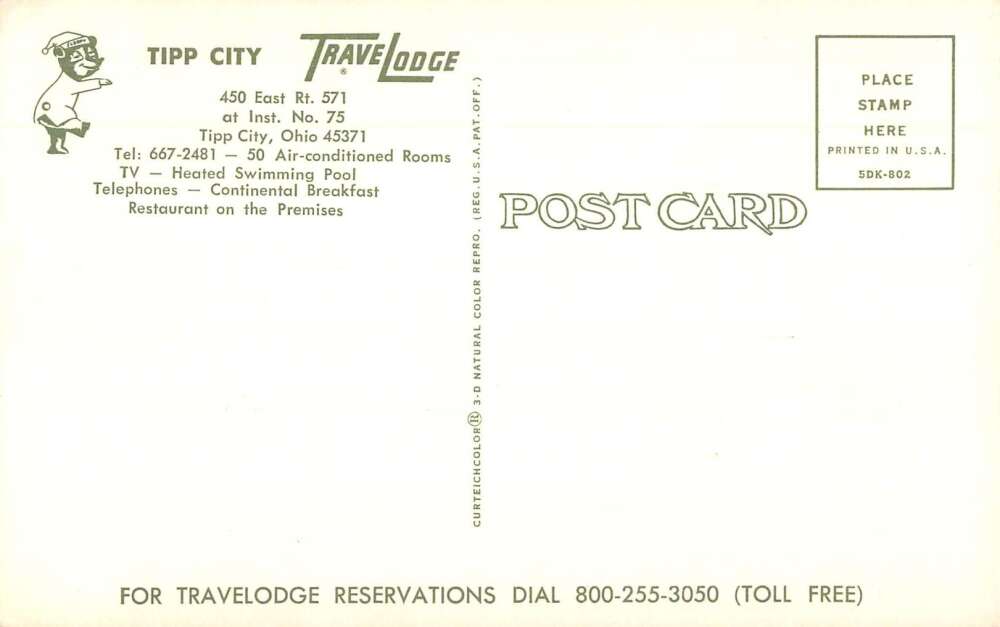 TIPP CITY TRAVELODGE ®
450 East Rt. 571
at Inst. No. 75
Tipp City, Ohio 45371
Tel: 667-2481 — 50 Air-conditioned Rooms
TV — Heated Swimming Pool
Telephones — Continental Breakfast
Restaurant on the Premises
CURTEICHCOLOR® 3-D NATURAL COLOR REPRO. (REG. U.S.A. PAT. OFF.)
PLACE
STAMP
HERE
PRINTED IN U.S.A.
5DK-802
POST CARD
FOR TRAVELODGE RESERVATIONS DIAL 800-255-3050 (TOLL FREE)